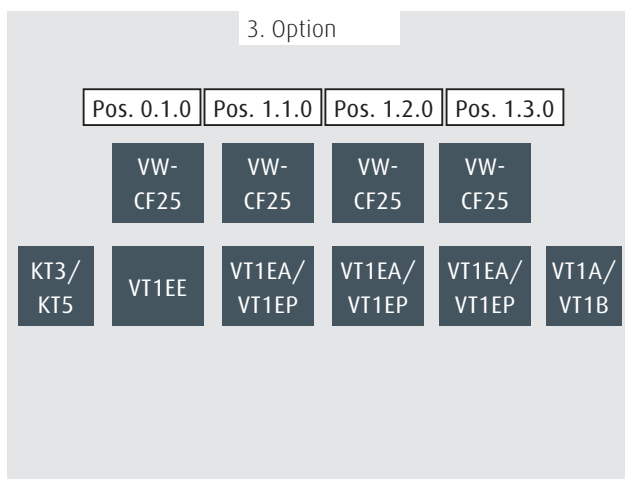 3. Option
Pos. 0.1.0 Pos. 1.1.0 Pos. 1.2.0 Pos. 1.3.0
VW- VW- VW- VW-
CF25 CF25 CF25 CF25
KT3/ VT1EE VT1EA/ VT1EA/ VT1EA/ VT1A/
KT5 VT1EP VT1EP VT1EP VT1B